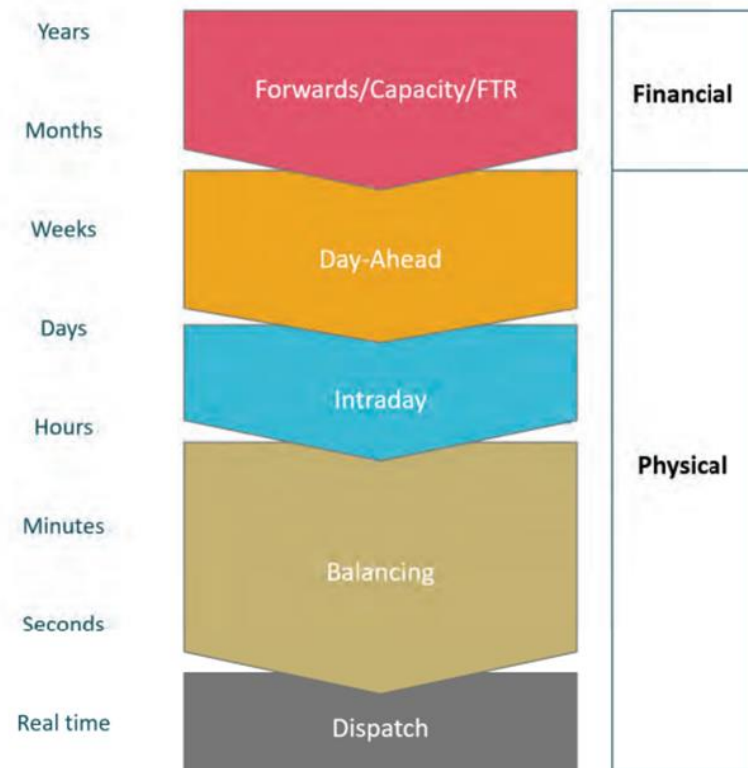 Years
Forwards/Capacity/FTR
Financial
Months
Weeks
Day-Ahead
Days
Intraday
Hours
Physical
Minutes
Balancing
Seconds
Real time
Dispatch